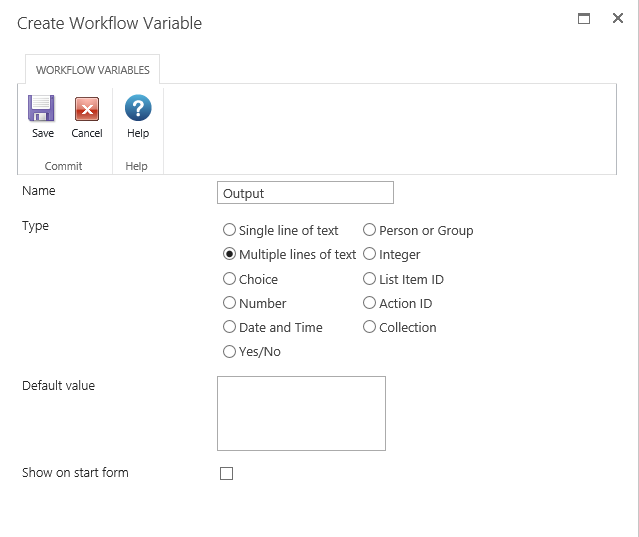 Create Workflow Variable
WORKFLOW VARIABLES
Save
Cancel
Help
Commit
Help
Name
Output
Type
Single line of text
Person or Group
Multiple lines of text
Integer
Choice
List Item ID
Number
Action ID
Date and Time
Collection
Yes/No
Default value
Show on start form